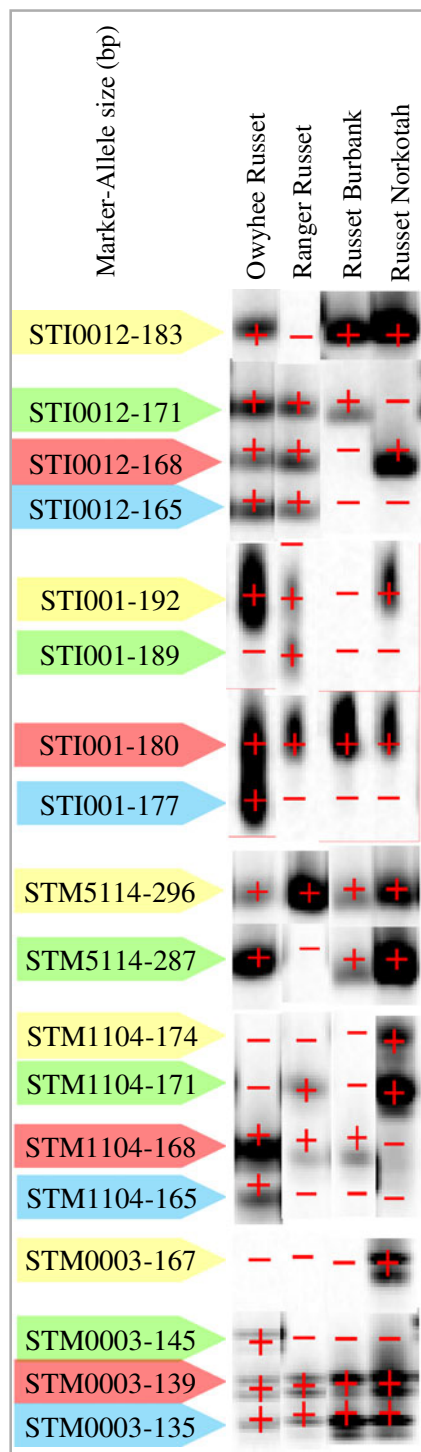 Marker-Allele size (bp)
Owyhee Russet
Ranger Russet
Russet Burbank
Russet Norkotah
STI0012-183 + − + +
STI0012-171 + + + −
STI0012-168 + + − +
STI0012-165 + + − −
−
STI001-192 + + − +
STI001-189 − + − −
STI001-180 + + + +
STI001-177 + − − −
STM5114-296 + + + +
STM5114-287 + − + +
STM1104-174 − − − +
STM1104-171 − + − +
STM1104-168 + + + −
STM1104-165 + − − −
STM0003-167 − − − +
STM0003-145 + − − −
STM0003-139 + + + +
STM0003-135 + + + +